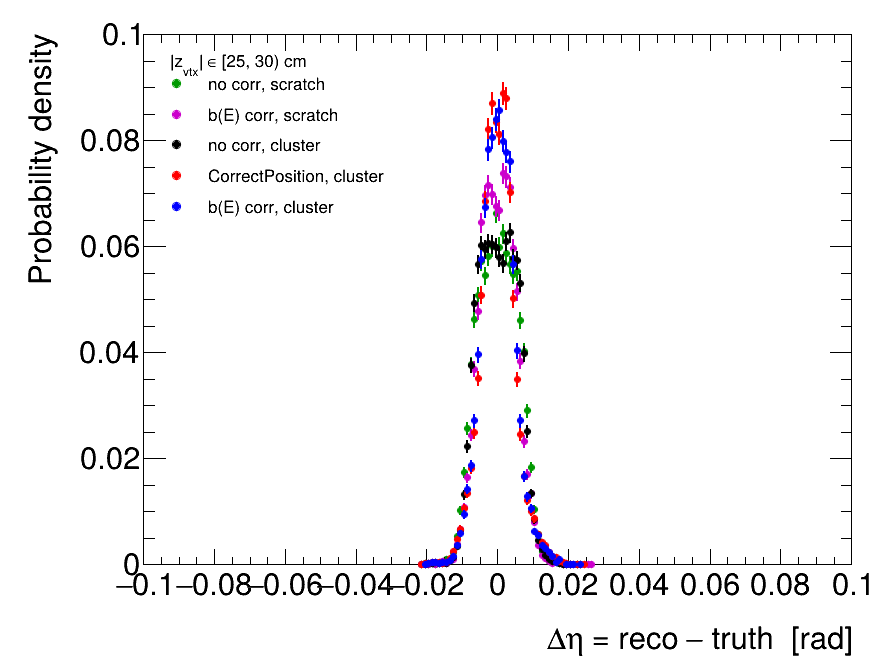 Probability density
0.1
0.08
0.06
0.04
0.02
0
|z_vtx| ∈ [25, 30) cm
no corr, scratch
b(E) corr, scratch
no corr, cluster
CorrectPosition, cluster
b(E) corr, cluster
−0.1 −0.08 −0.06 −0.04 −0.02 0 0.02 0.04 0.06 0.08 0.1
Δη = reco − truth [rad]